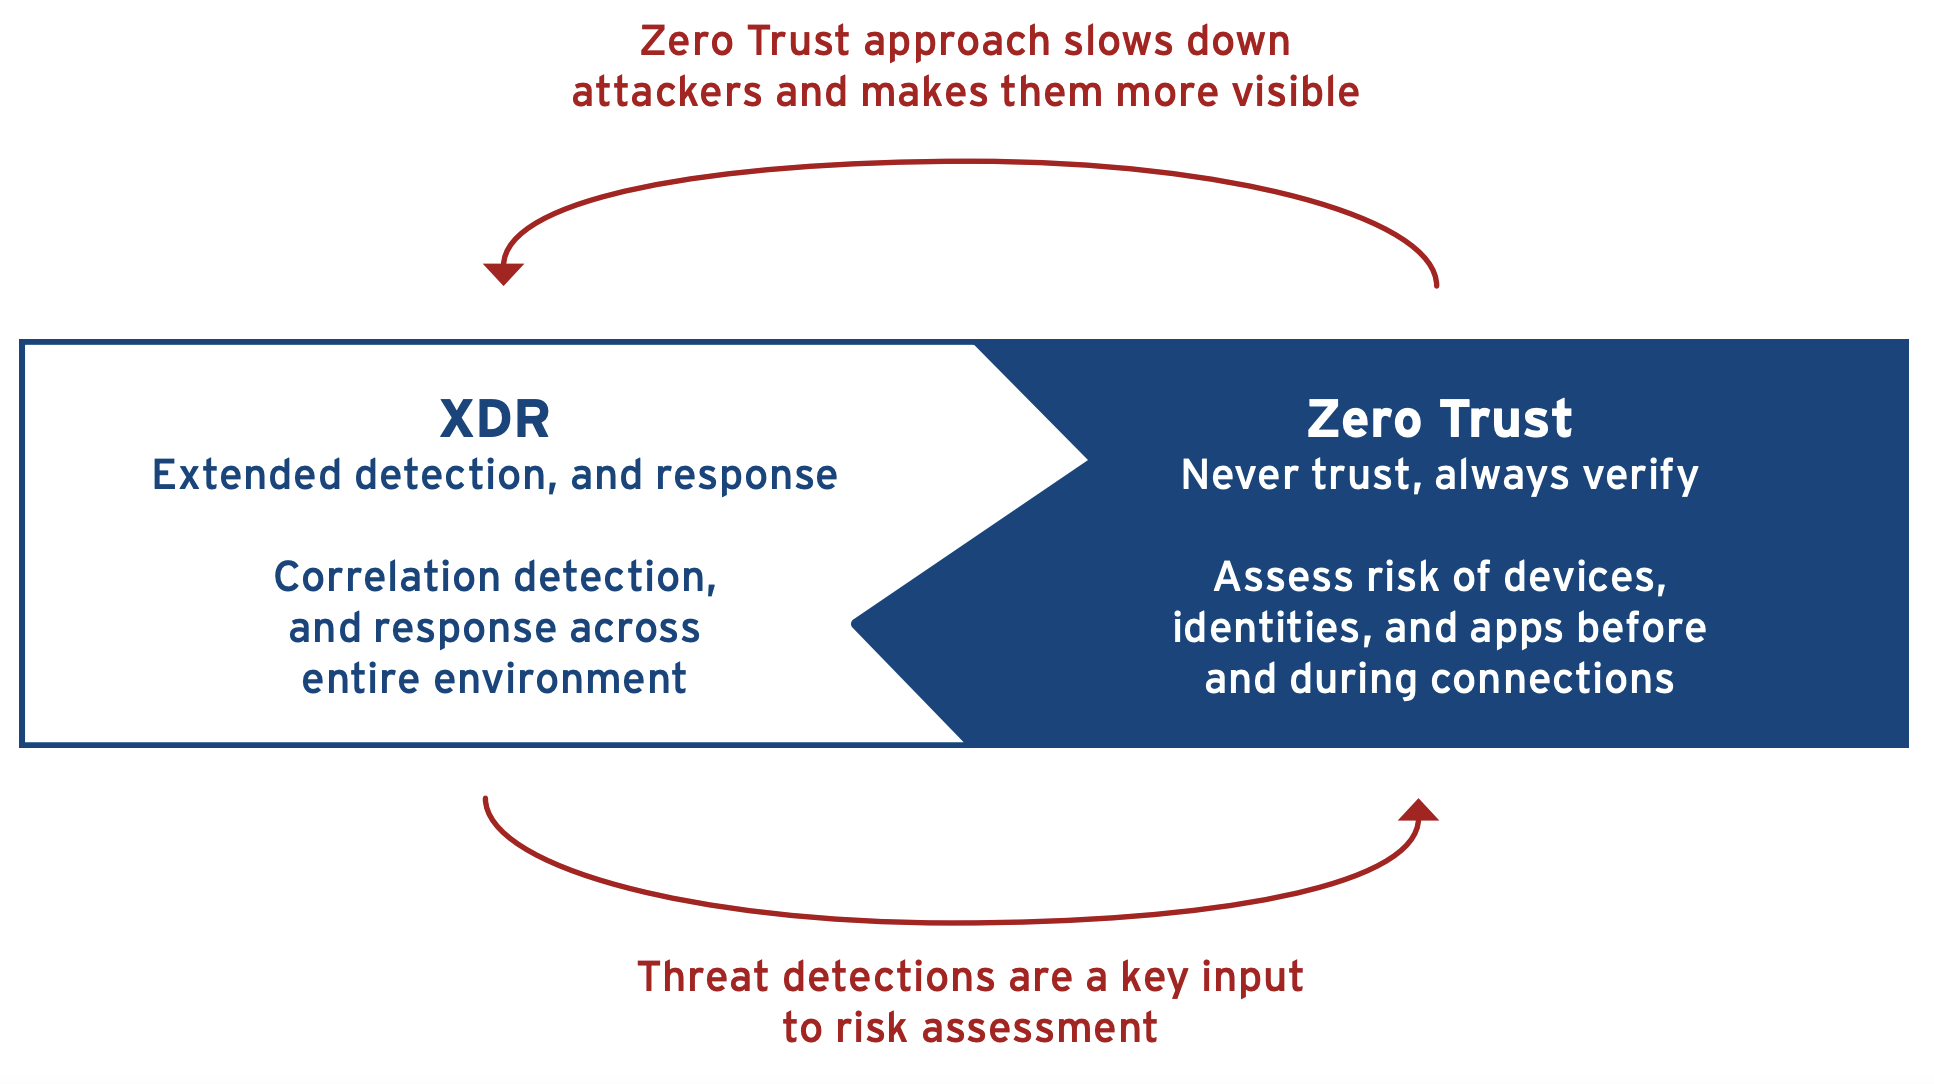 Zero Trust approach slows down
attackers and makes them more visible
XDR
Extended detection, and response
Correlation detection,
and response across
entire environment
Zero Trust
Never trust, always verify
Assess risk of devices,
identities, and apps before
and during connections
Threat detections are a key input
to risk assessment